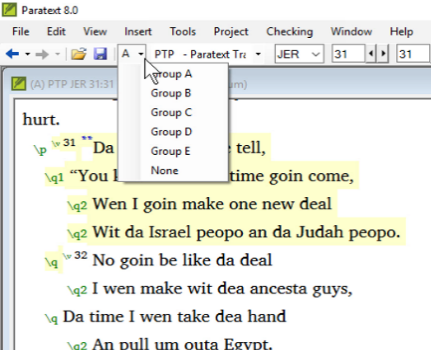 Paratext 8.0
File Edit View Insert Tools Project Checking Window Help
A PTP - Paratext Tra JER 31 31
(A) PTP JER 31:31
Group A
Group B
Group C
Group D
Group E
None
hurt.
\p \v 31 Da tell,
\q1 “You time goin come,
\q2 Wen I goin make one new deal
\q2 Wit da Israel peopo an da Judah peopo.
\q \v 32 No goin be like da deal
\q2 I wen make wit dea ancesta guys,
\q Da time I wen take dea hand
\q2 An pull um outa Egypt.